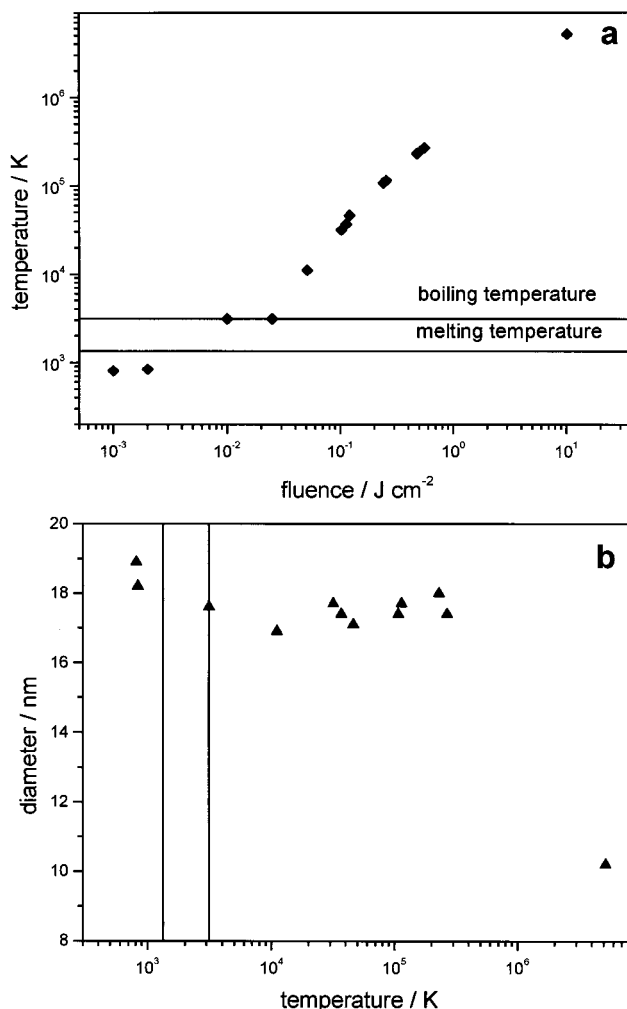 a
temperature / K
10^6
10^5
10^4
10^3
boiling temperature
melting temperature
10^-3
10^-2
10^-1
10^0
10^1
fluence / J cm^-2
b
diameter / nm
20
18
16
14
12
10
8
10^3
10^4
10^5
10^6
temperature / K